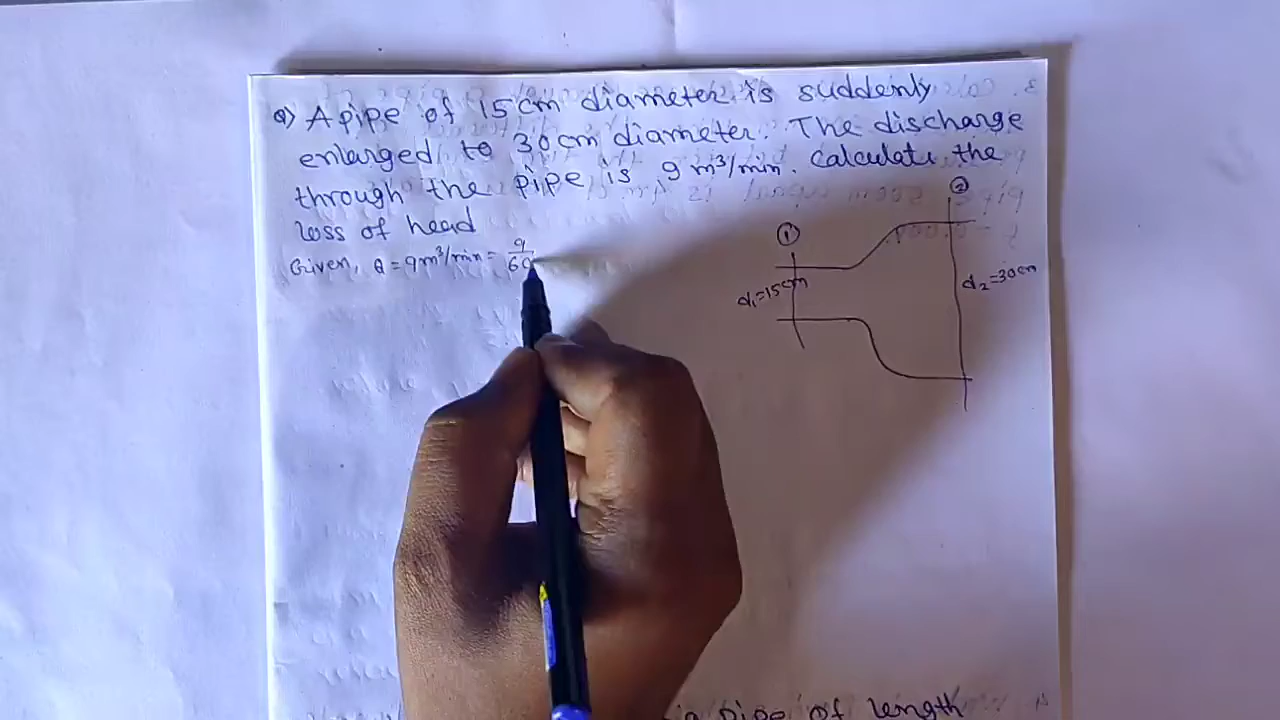 Q) A pipe of 15cm diameter is suddenly
enlarged to 30cm diameter. The discharge
through the pipe is 9 m³/min. calculate the
loss of head
Given, Q = 9m³/min = 9/60
①
②
d₁=15cm
d₂=30cm
pipe of length